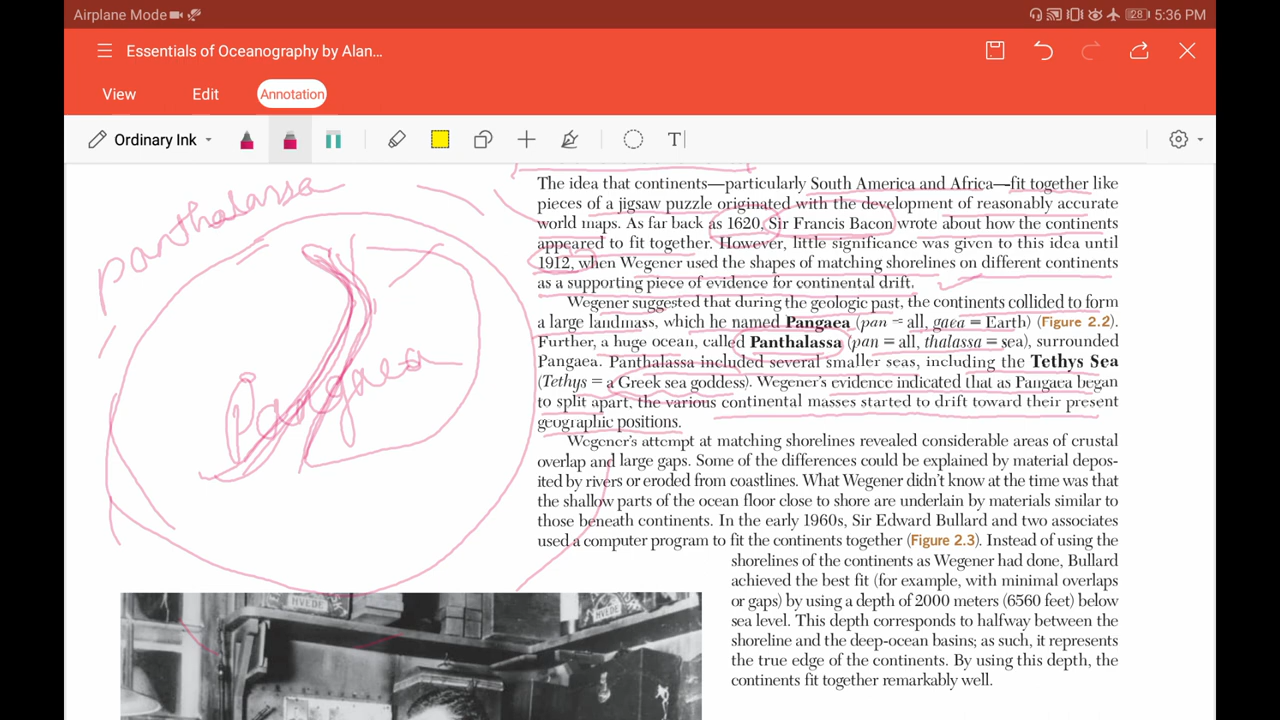 Airplane Mode
28 5:36 PM
Essentials of Oceanography by Alan...
View Edit Annotation
Ordinary Ink T
panthalassa
Pangaea
The idea that continents—particularly South America and Africa—fit together like
pieces of a jigsaw puzzle originated with the development of reasonably accurate
world maps. As far back as 1620, Sir Francis Bacon wrote about how the continents
appeared to fit together. However, little significance was given to this idea until
1912, when Wegener used the shapes of matching shorelines on different continents
as a supporting piece of evidence for continental drift.
Wegener suggested that during the geologic past, the continents collided to form
a large landmass, which he named Pangaea (pan = all, gaea = Earth) (Figure 2.2).
Further, a huge ocean, called Panthalassa (pan = all, thalassa = sea), surrounded
Pangaea. Panthalassa included several smaller seas, including the Tethys Sea
(Tethys = a Greek sea goddess). Wegener's evidence indicated that as Pangaea began
to split apart, the various continental masses started to drift toward their present
geographic positions.
Wegener's attempt at matching shorelines revealed considerable areas of crustal
overlap and large gaps. Some of the differences could be explained by material depos-
ited by rivers or eroded from coastlines. What Wegener didn't know at the time was that
the shallow parts of the ocean floor close to shore are underlain by materials similar to
those beneath continents. In the early 1960s, Sir Edward Bullard and two associates
used a computer program to fit the continents together (Figure 2.3). Instead of using the
shorelines of the continents as Wegener had done, Bullard
achieved the best fit (for example, with minimal overlaps
or gaps) by using a depth of 2000 meters (6560 feet) below
sea level. This depth corresponds to halfway between the
shoreline and the deep-ocean basins; as such, it represents
the true edge of the continents. By using this depth, the
continents fit together remarkably well.
HVEDE
HVEDE